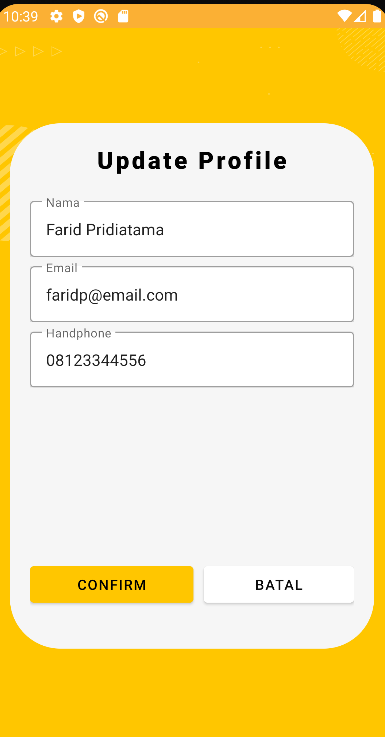 10:39
Update Profile
Nama
Farid Pridiatama
Email
faridp@email.com
Handphone
08123344556
CONFIRM
BATAL